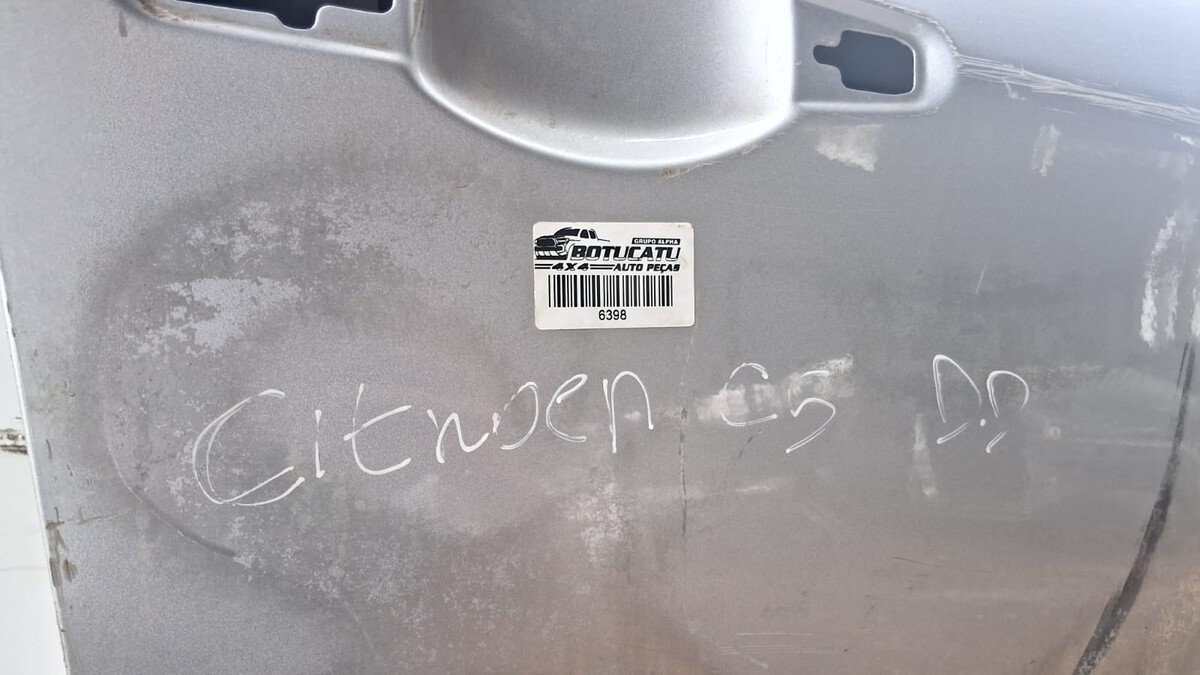 GRUPO ALPHA
BOTUCATU
4X4 AUTO PEÇAS
6398
Citroen C5 D.D